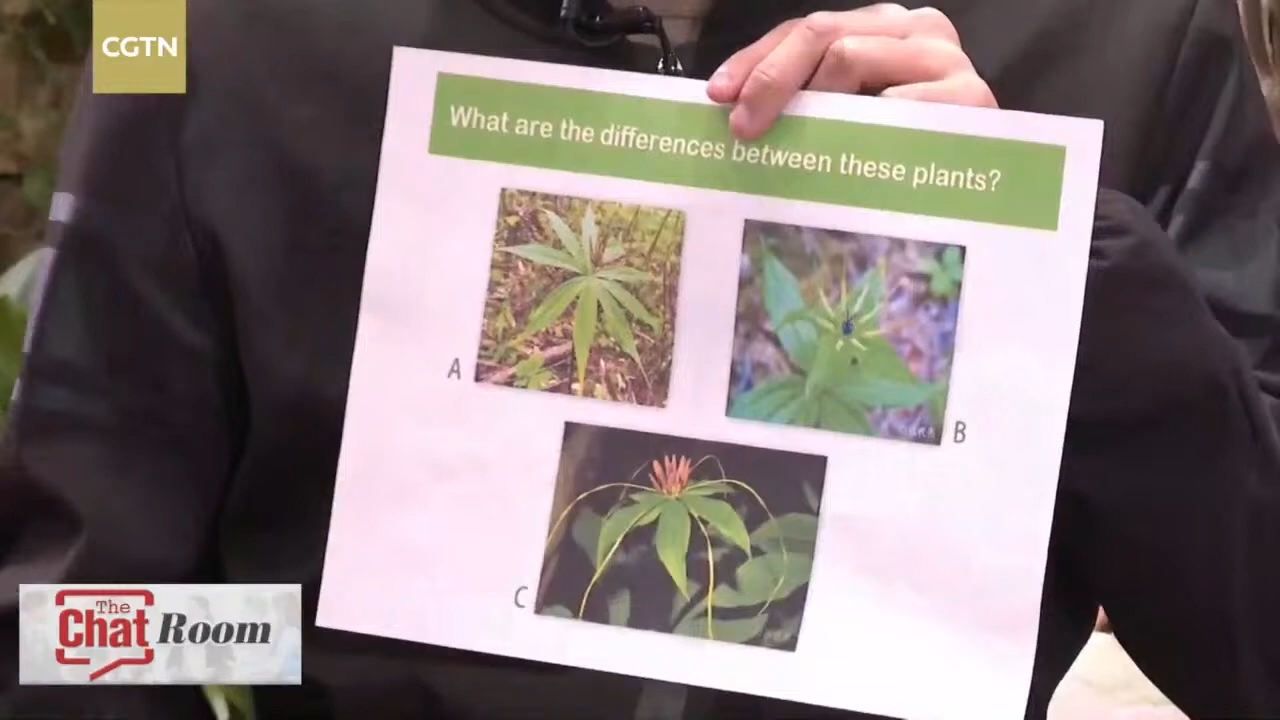 CGTN
What are the differences between these plants?
A
B
C
The
Chat Room